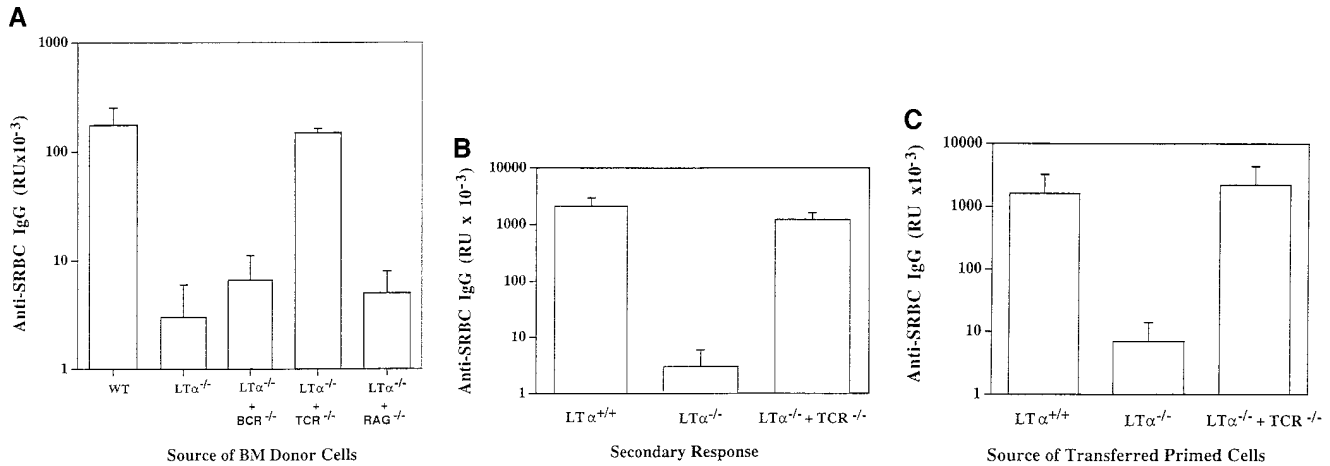 A
Anti-SRBC IgG (RUx10⁻³)
1000
100
10
1
WT
LTα⁻/⁻
LTα⁻/⁻
+
BCR⁻/⁻
LTα⁻/⁻
+
TCR⁻/⁻
LTα⁻/⁻
+
RAG⁻/⁻
Source of BM Donor Cells
B
Anti-SRBC IgG (RU x 10⁻³)
10000
1000
100
10
1
LTα⁺/⁺
LTα⁻/⁻
LTα⁻/⁻ + TCR⁻/⁻
Secondary Response
C
Anti-SRBC IgG (RU x10⁻³)
10000
1000
100
10
1
LTα⁺/⁺
LTα⁻/⁻
LTα⁻/⁻ + TCR⁻/⁻
Source of Transferred Primed Cells